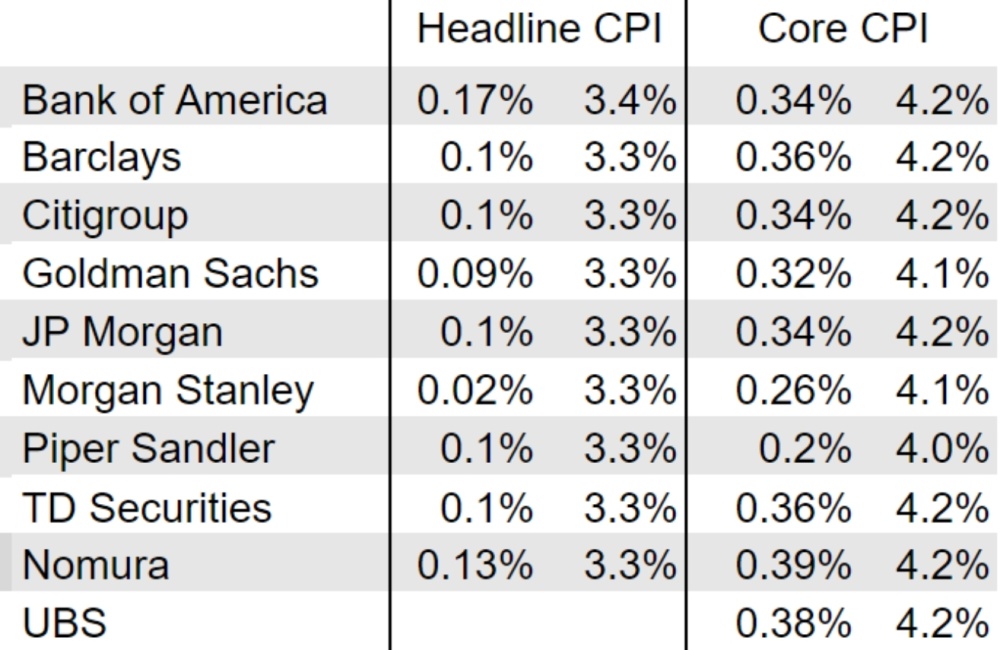 Headline CPI Core CPI
Bank of America 0.17% 3.4% 0.34% 4.2%
Barclays 0.1% 3.3% 0.36% 4.2%
Citigroup 0.1% 3.3% 0.34% 4.2%
Goldman Sachs 0.09% 3.3% 0.32% 4.1%
JP Morgan 0.1% 3.3% 0.34% 4.2%
Morgan Stanley 0.02% 3.3% 0.26% 4.1%
Piper Sandler 0.1% 3.3% 0.2% 4.0%
TD Securities 0.1% 3.3% 0.36% 4.2%
Nomura 0.13% 3.3% 0.39% 4.2%
UBS 0.38% 4.2%